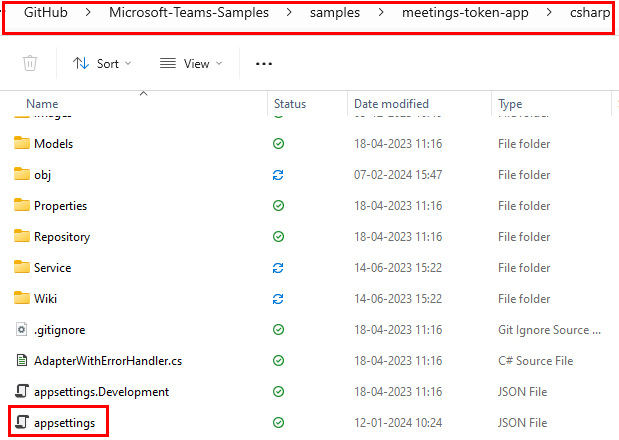 GitHub > Microsoft-Teams-Samples > samples > meetings-token-app > csharp
Sort View ...
Name Status Date modified Type
Models 18-04-2023 11:16 File folder
obj 07-02-2024 15:47 File folder
Properties 18-04-2023 11:16 File folder
Repository 18-04-2023 11:16 File folder
Service 14-06-2023 15:22 File folder
Wiki 14-06-2023 15:22 File folder
.gitignore 18-04-2023 11:16 Git Ignore Source ...
AdapterWithErrorHandler.cs 18-04-2023 11:16 C# Source File
appsettings.Development 18-04-2023 11:16 JSON File
appsettings 12-01-2024 10:24 JSON File